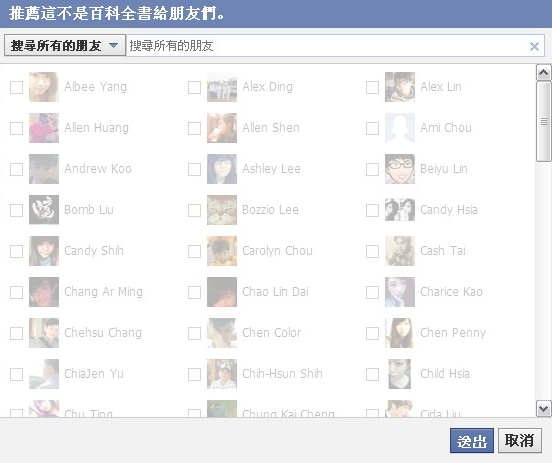 推薦這不是百科全書給朋友們。
搜尋所有的朋友 搜尋所有的朋友
Albee Yang Alex Ding Alex Lin
Allen Huang Allen Shen Ami Chou
Andrew Koo Ashley Lee Beiyu Lin
Bomb Liu Bozzio Lee Candy Hsia
Candy Shih Carolyn Chou Cash Tai
Chang Ar Ming Chao Lin Dai Charice Kao
Chehsu Chang Chen Color Chen Penny
ChiaJen Yu Chih-Hsun Shih Child Hsia
Chu Ting Chung Kai Cheng Cida Liu
送出 取消